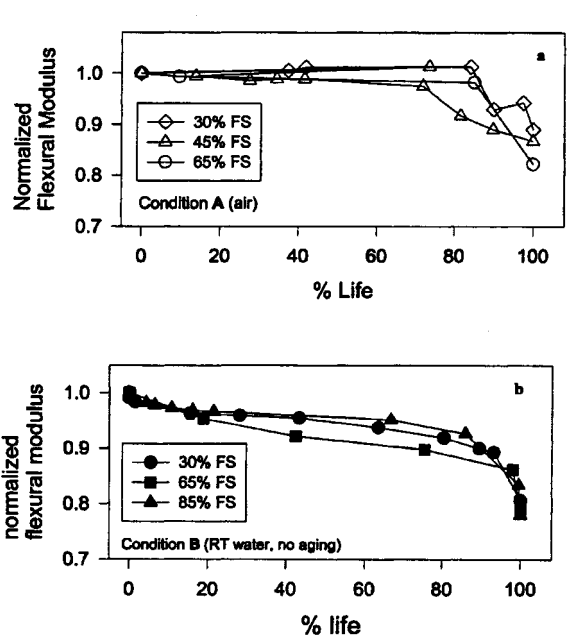 a
1.0
0.9
0.8
0.7
Normalized
Flexural Modulus
30% FS
45% FS
65% FS
Condition A (air)
0 20 40 60 80 100
% Life
b
1.0
0.9
0.8
0.7
normalized
flexural modulus
30% FS
65% FS
85% FS
Condition B (RT water, no aging)
0 20 40 60 80 100
% life